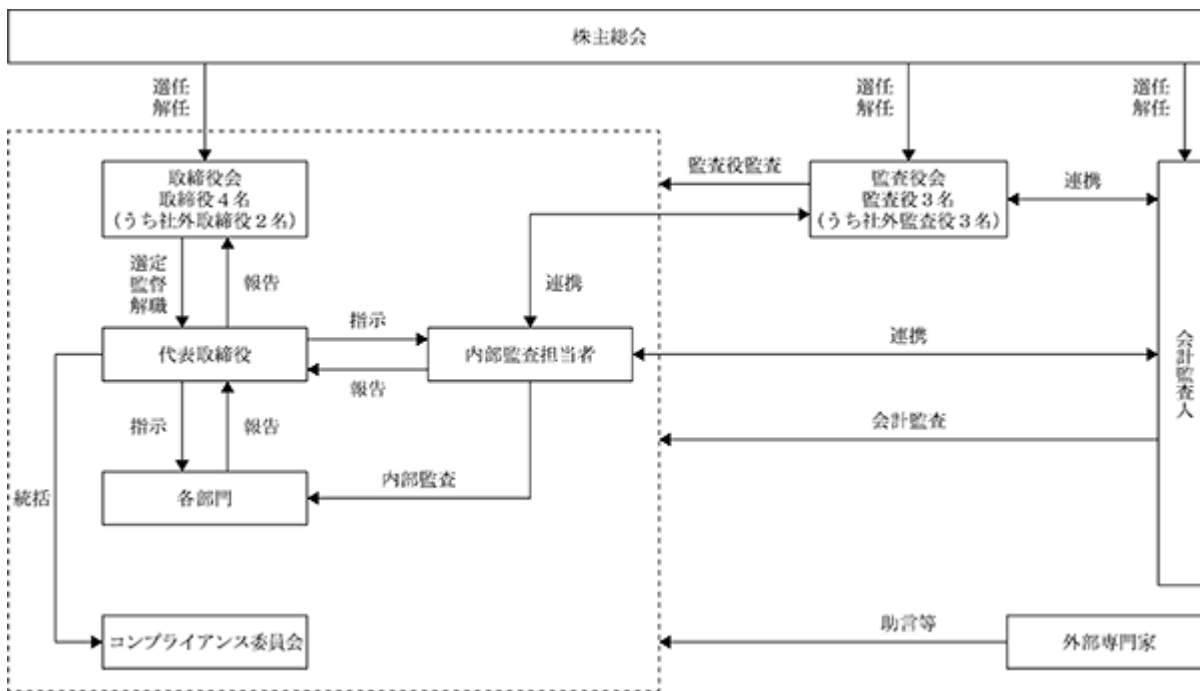 株主総会
選任
解任
選任
解任
選任
解任
取締役会
取締役4名
(うち社外取締役2名)
監査役監査
監査役会
監査役3名
(うち社外監査役3名)
連携
選定
監督
解職
報告
連携
指示
代表取締役
内部監査担当者
連携
会計監査人
報告
指示
報告
会計監査
内部監査
各部門
統括
コンプライアンス委員会
助言等
外部専門家